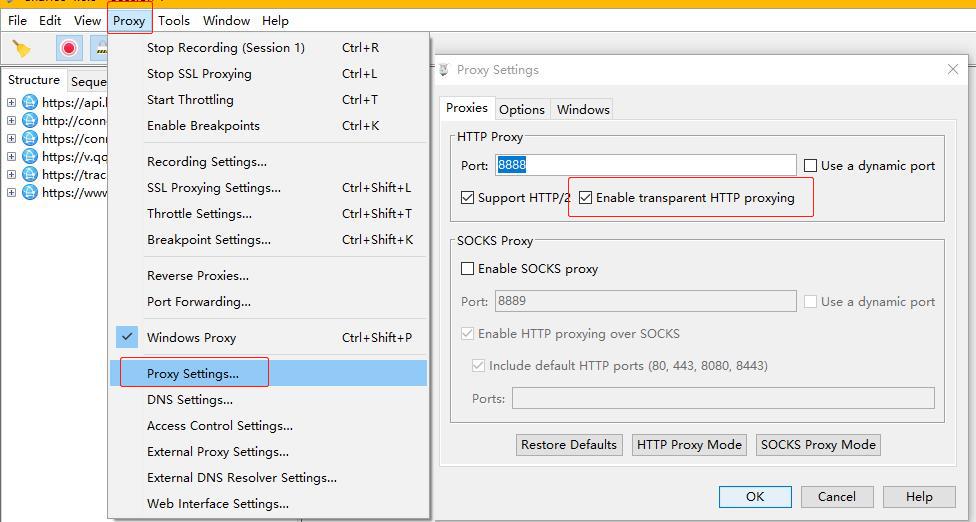 File Edit View Proxy Tools Window Help
Structure Seque
https://api.l
http://conn
https://conn
https://v.qq
https://trac
https://www
Stop Recording (Session 1) Ctrl+R
Stop SSL Proxying Ctrl+L
Start Throttling Ctrl+T
Enable Breakpoints Ctrl+K
Recording Settings...
SSL Proxying Settings... Ctrl+Shift+L
Throttle Settings... Ctrl+Shift+T
Breakpoint Settings... Ctrl+Shift+K
Reverse Proxies...
Port Forwarding...
Windows Proxy Ctrl+Shift+P
Proxy Settings...
DNS Settings...
Access Control Settings...
External Proxy Settings...
External DNS Resolver Settings...
Web Interface Settings...
Proxy Settings
Proxies Options Windows
HTTP Proxy
Port: 8888 Use a dynamic port
Support HTTP/2 Enable transparent HTTP proxying
SOCKS Proxy
Enable SOCKS proxy
Port: 8889 Use a dynamic port
Enable HTTP proxying over SOCKS
Include default HTTP ports (80, 443, 8080, 8443)
Ports:
Restore Defaults HTTP Proxy Mode SOCKS Proxy Mode
OK Cancel Help